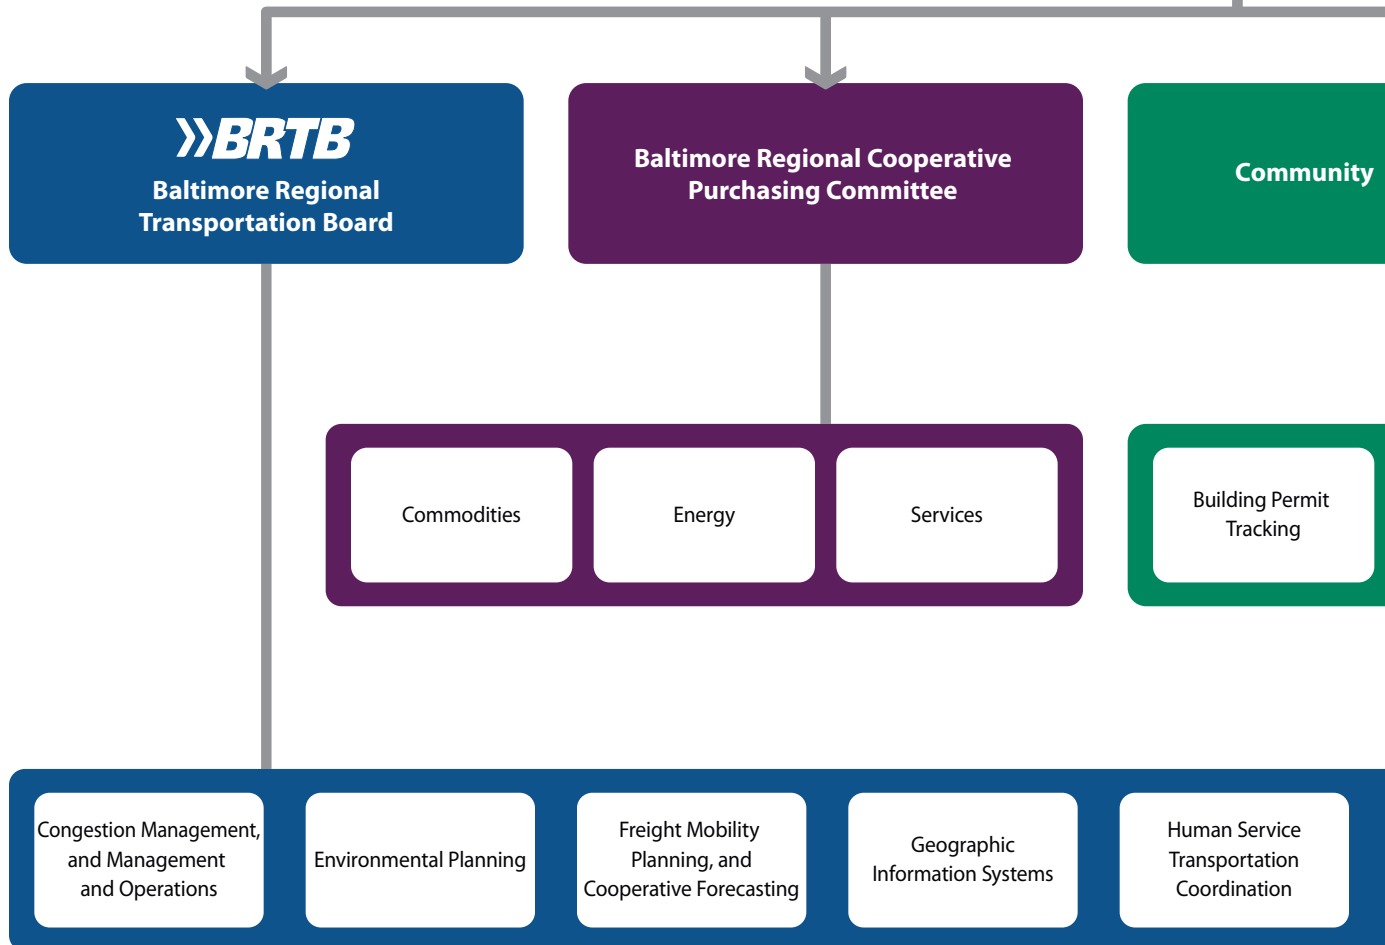 BRTB
Baltimore Regional
Transportation Board
Baltimore Regional Cooperative
Purchasing Committee
Community
Commodities
Energy
Services
Building Permit
Tracking
Congestion Management,
and Management
and Operations
Environmental Planning
Freight Mobility
Planning, and
Cooperative Forecasting
Geographic
Information Systems
Human Service
Transportation
Coordination